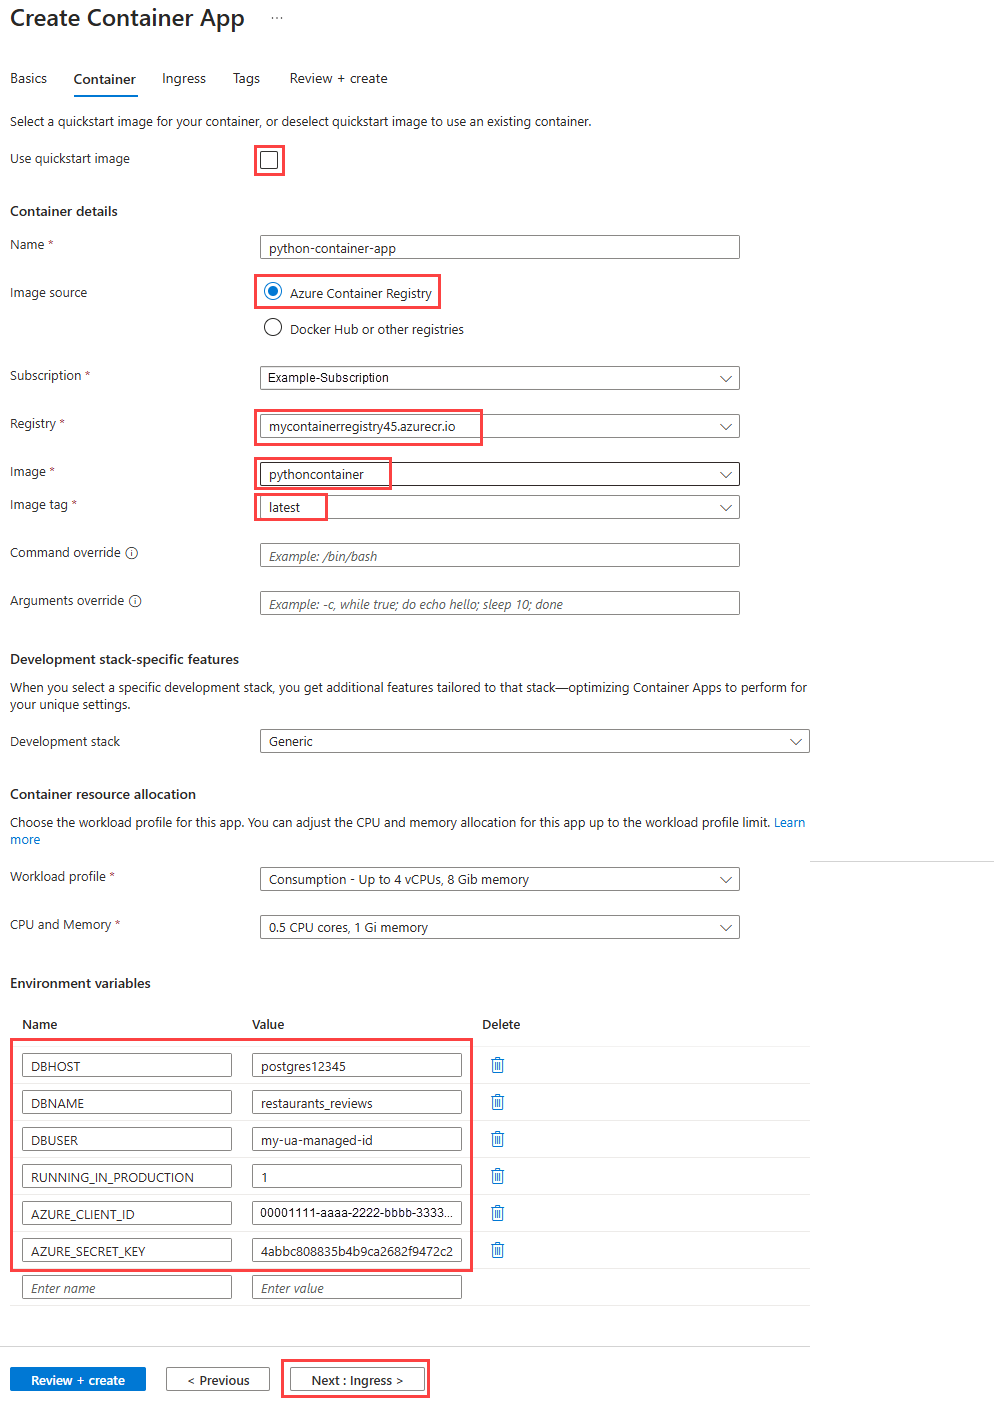 Create Container App ...
Basics Container Ingress Tags Review + create
Select a quickstart image for your container, or deselect quickstart image to use an existing container.
Use quickstart image
Container details
Name * python-container-app
Image source Azure Container Registry
Docker Hub or other registries
Subscription * Example-Subscription
Registry * mycontainerregistry45.azurecr.io
Image * pythoncontainer
Image tag * latest
Command override Example: /bin/bash
Arguments override Example: -c, while true; do echo hello; sleep 10; done
Development stack-specific features
When you select a specific development stack, you get additional features tailored to that stack—optimizing Container Apps to perform for
your unique settings.
Development stack Generic
Container resource allocation
Choose the workload profile for this app. You can adjust the CPU and memory allocation for this app up to the workload profile limit. Learn
more
Workload profile * Consumption - Up to 4 vCPUs, 8 Gib memory
CPU and Memory * 0.5 CPU cores, 1 Gi memory
Environment variables
Name Value Delete
DBHOST postgres12345
DBNAME restaurants_reviews
DBUSER my-ua-managed-id
RUNNING_IN_PRODUCTION 1
AZURE_CLIENT_ID 00001111-aaaa-2222-bbbb-3333...
AZURE_SECRET_KEY 4abbc808835b4b9ca2682f9472c2
Enter name Enter value
Review + create < Previous Next : Ingress >